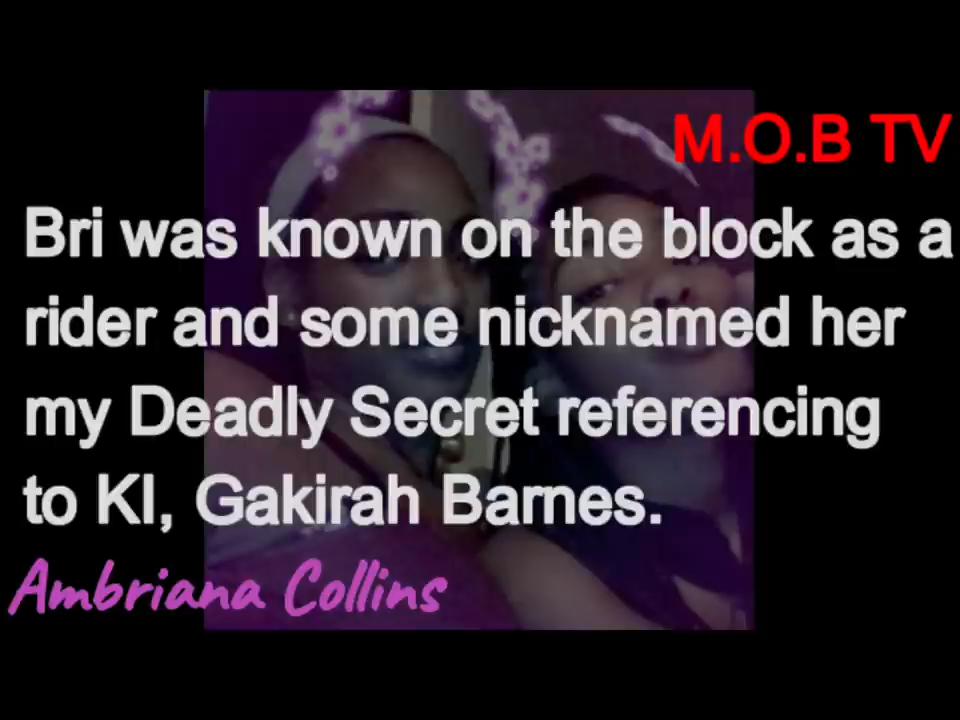 M.O.B TV
Bri was known on the block as a
rider and some nicknamed her
my Deadly Secret referencing
to KI, Gakirah Barnes.
Ambriana Collins